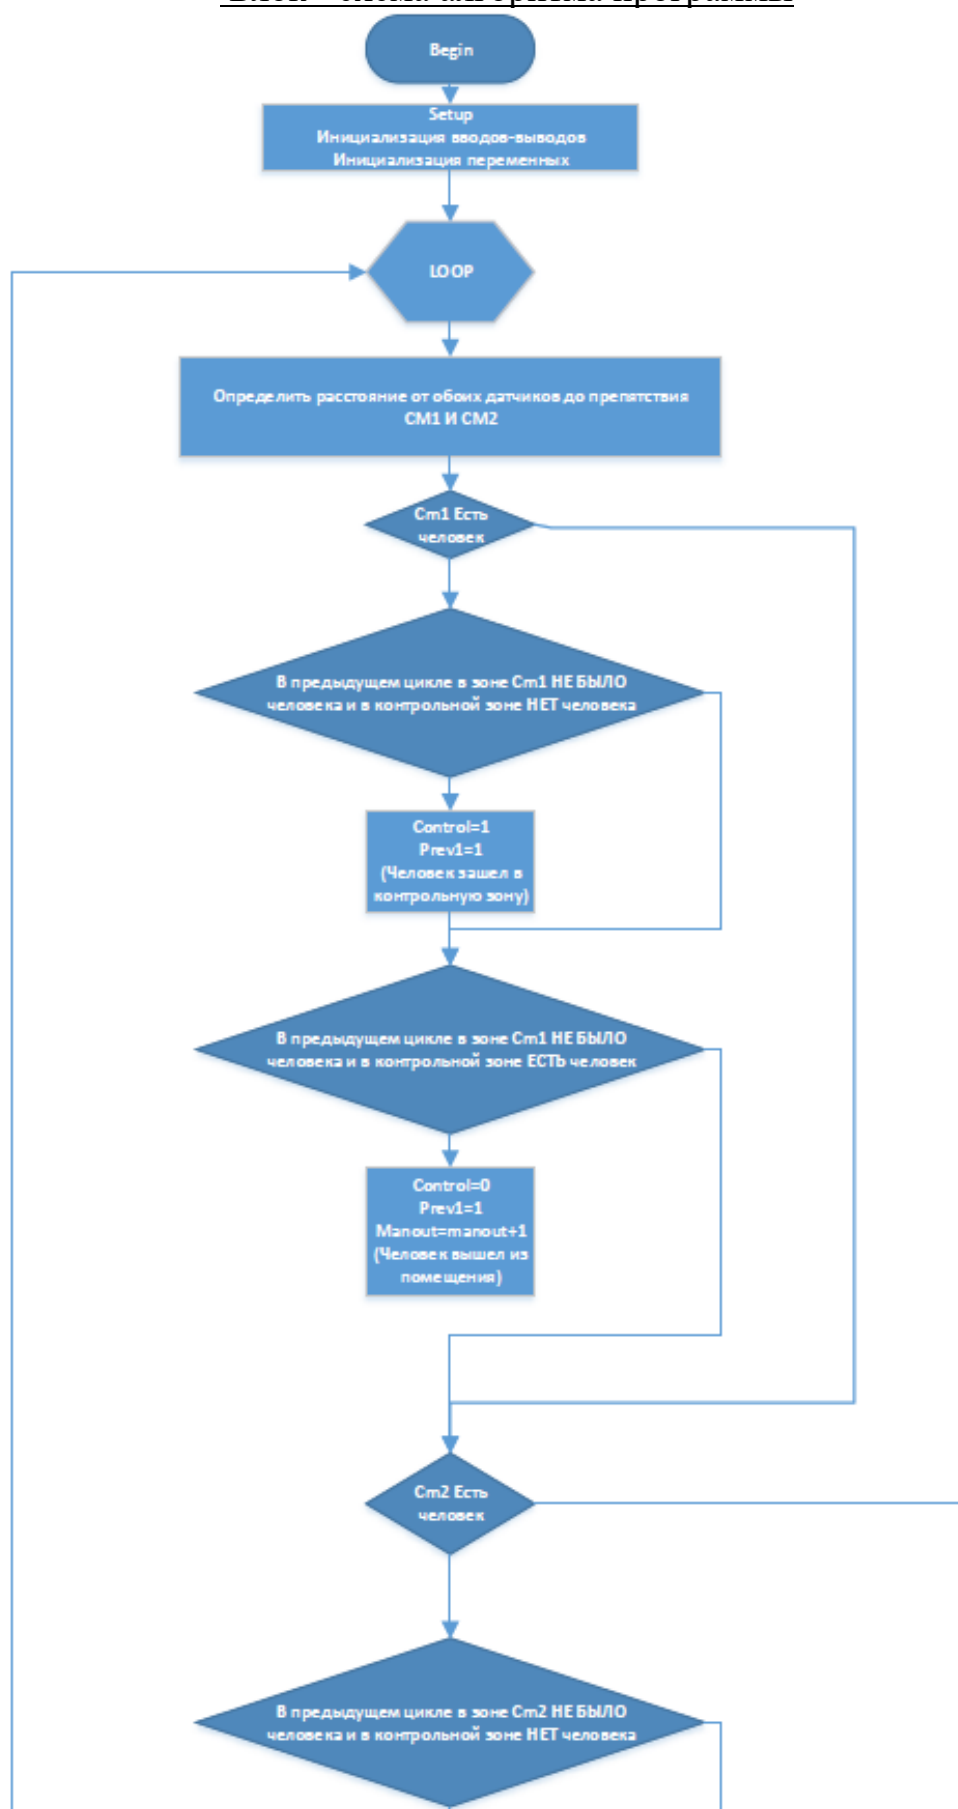 Begin
Setup
Инициализация вводов-выводов
Инициализация переменных
LOOP
Определить расстояние от обоих датчиков до препятствия
СМ1 И СМ2
Cm1 Есть
человек
В предыдущем цикле в зоне Cm1 НЕ БЫЛО
человека и в контрольной зоне НЕТ человека
Control=1
Prev1=1
(Человек зашел в
контрольную зону)
В предыдущем цикле в зоне Cm1 НЕ БЫЛО
человека и в контрольной зоне ЕСТЬ человек
Control=0
Prev1=1
Manout=manout+1
(Человек вышел из
помещения)
Cm2 Есть
человек
В предыдущем цикле в зоне Cm2 НЕ БЫЛО
человека и в контрольной зоне НЕТ человека